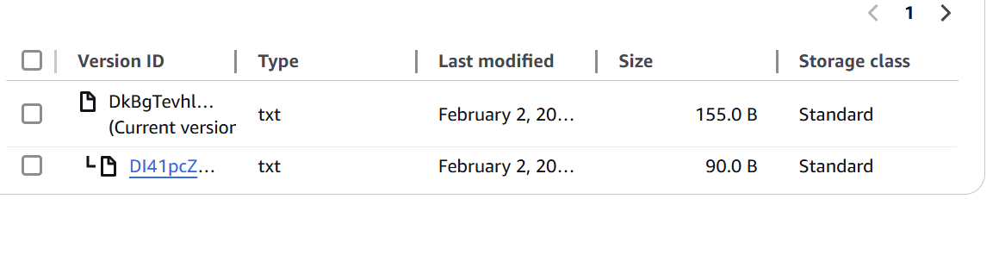 1
Version ID Type Last modified Size Storage class
DkBgTevhl...
(Current version
txt February 2, 20... 155.0 B Standard
DI41pcZ... txt February 2, 20... 90.0 B Standard